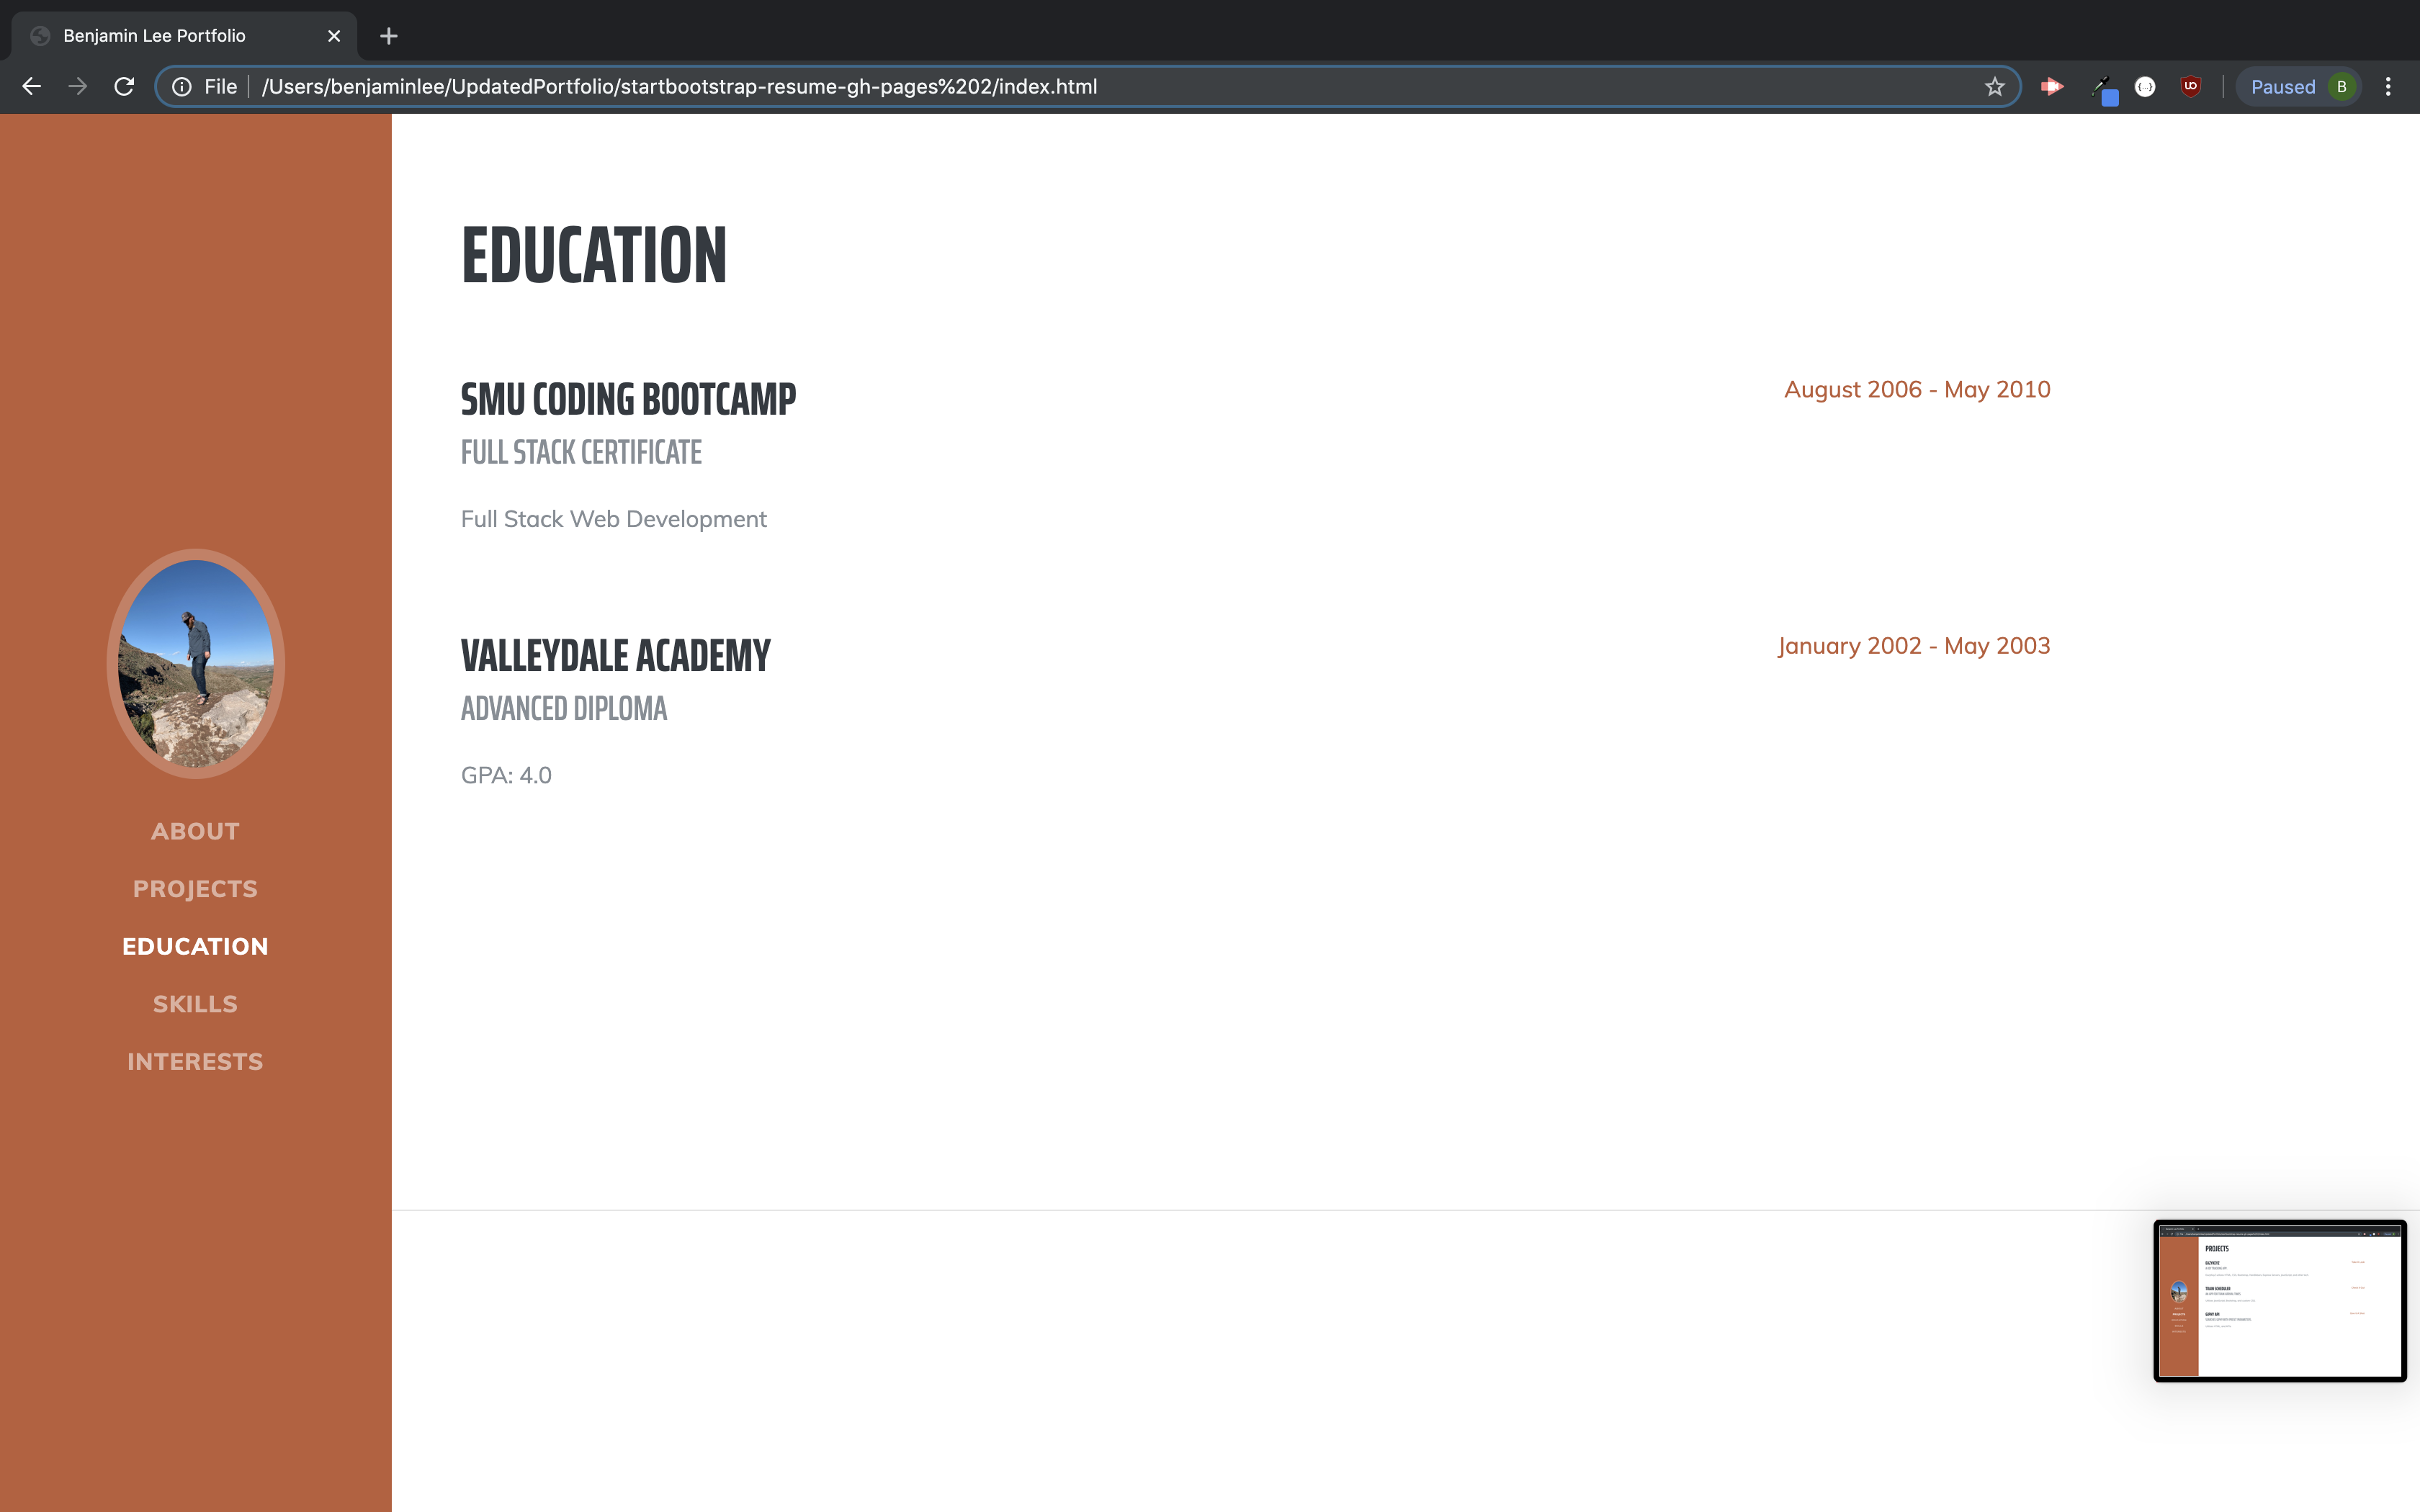 Benjamin Lee Portfolio
File /Users/benjaminlee/UpdatedPortfolio/startbootstrap-resume-gh-pages%202/index.html
Paused B
EDUCATION
SMU CODING BOOTCAMP
August 2006 - May 2010
FULL STACK CERTIFICATE
Full Stack Web Development
VALLEYDALE ACADEMY
January 2002 - May 2003
ADVANCED DIPLOMA
GPA: 4.0
ABOUT
PROJECTS
EDUCATION
SKILLS
INTERESTS
PROJECTS
TRAIN SCHEDULER